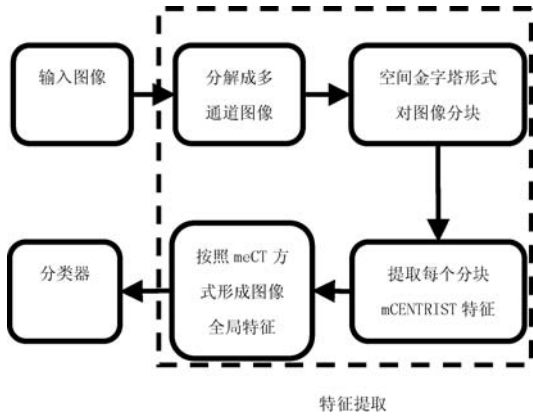 输入图像
分解成多
通道图像
空间金字塔形式
对图像分块
提取每个分块
mCENTRIST 特征
按照 meCT 方
式形成图像
全局特征
分类器
特征提取